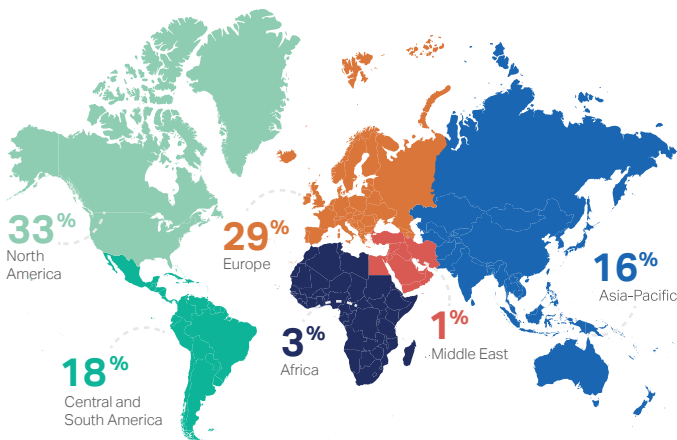 33%
North
America
29%
Europe
16%
Asia-Pacific
3%
Africa
1%
Middle East
18%
Central and
South America